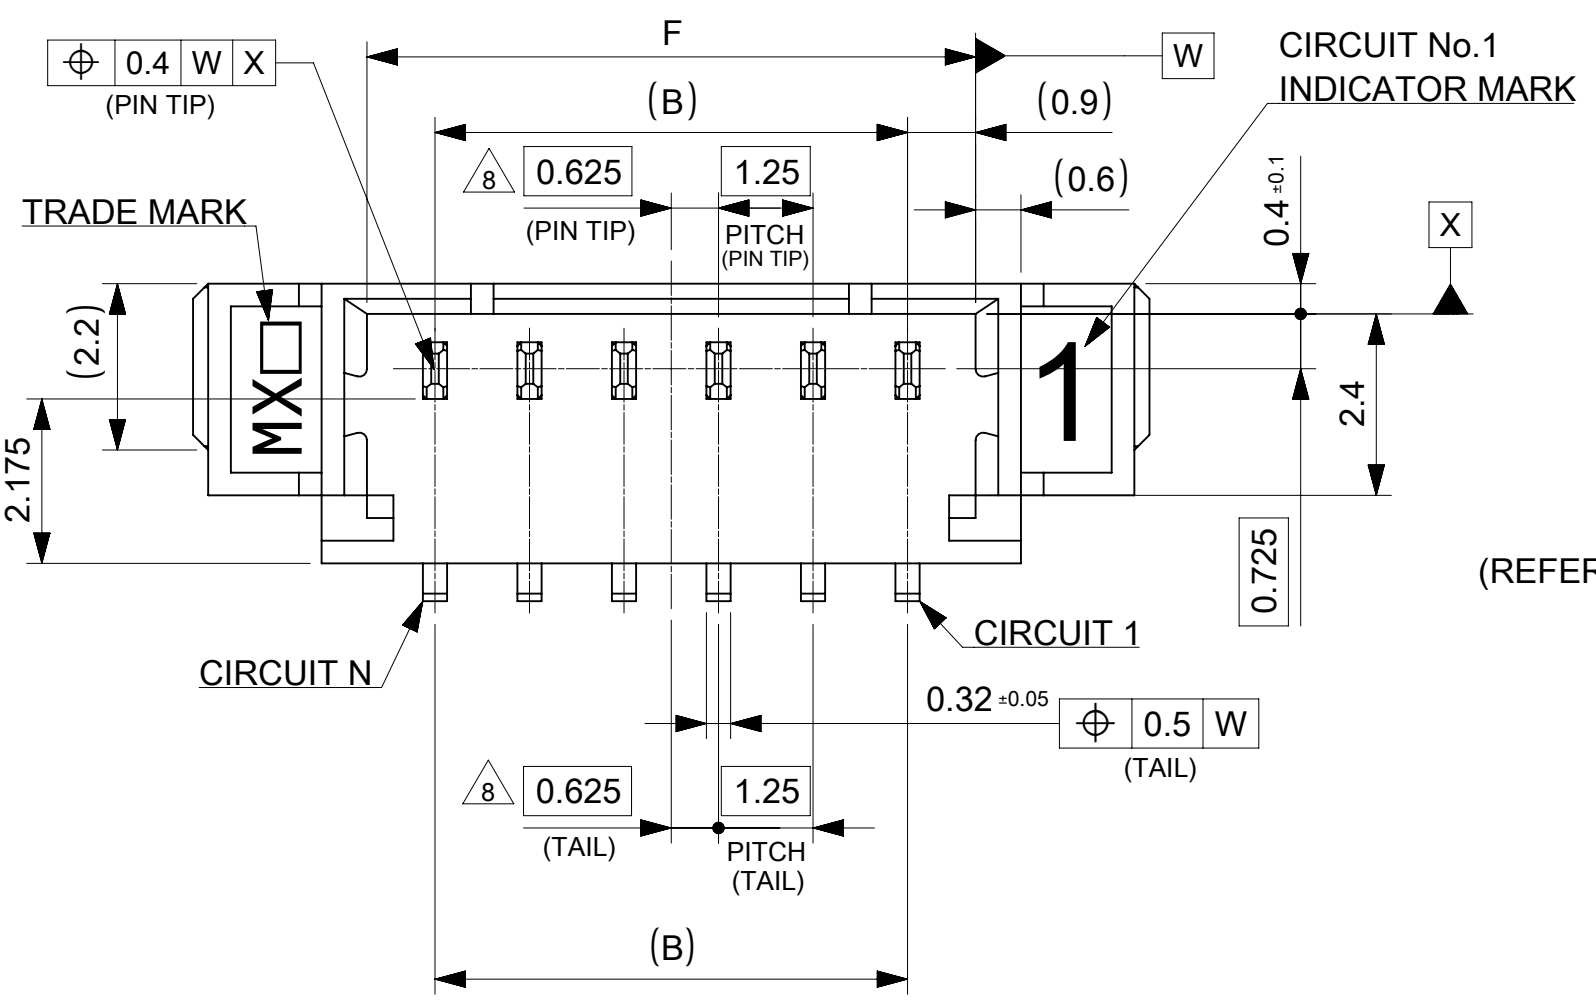 F
⌖ 0.4 W X
(PIN TIP)
W
CIRCUIT No.1
INDICATOR MARK
(B)
(0.9)
8 0.625
(PIN TIP)
1.25
PITCH
(PIN TIP)
(0.6)
0.4 ±0.1
X
TRADE MARK
(2.2)
MX□
1
2.4
2.175
0.725
(REFER
CIRCUIT N
CIRCUIT 1
0.32 ±0.05
⌖ 0.5 W
(TAIL)
8 0.625
(TAIL)
1.25
PITCH
(TAIL)
(B)